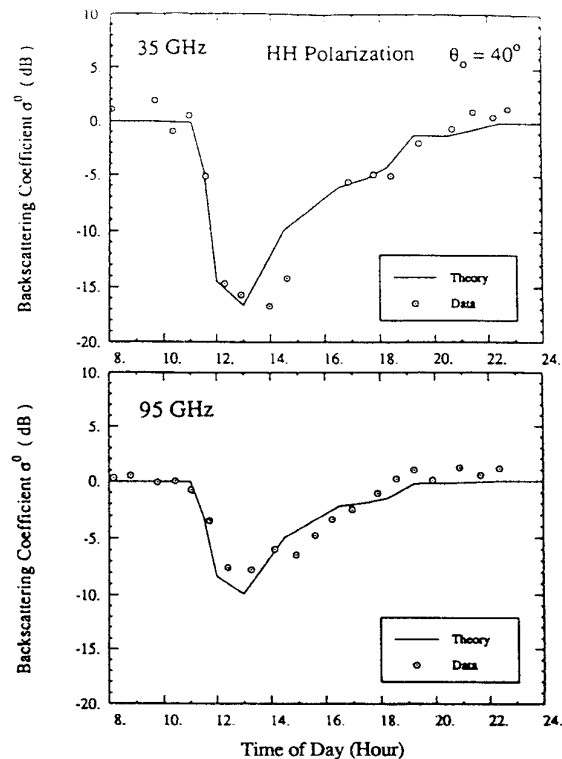 10
35 GHz HH Polarization θo = 40°
5.
0.
-5.
-10.
-15.
-20.
Backscattering Coefficient σ⁰ ( dB )
Theory
Data
8. 10. 12. 14. 16. 18. 20. 22. 24.
10.
95 GHz
5.
0.
-5.
-10.
-15.
-20.
Backscattering Coefficient σ⁰ ( dB )
Theory
Data
8. 10. 12. 14. 16. 18. 20. 22. 24.
Time of Day (Hour)